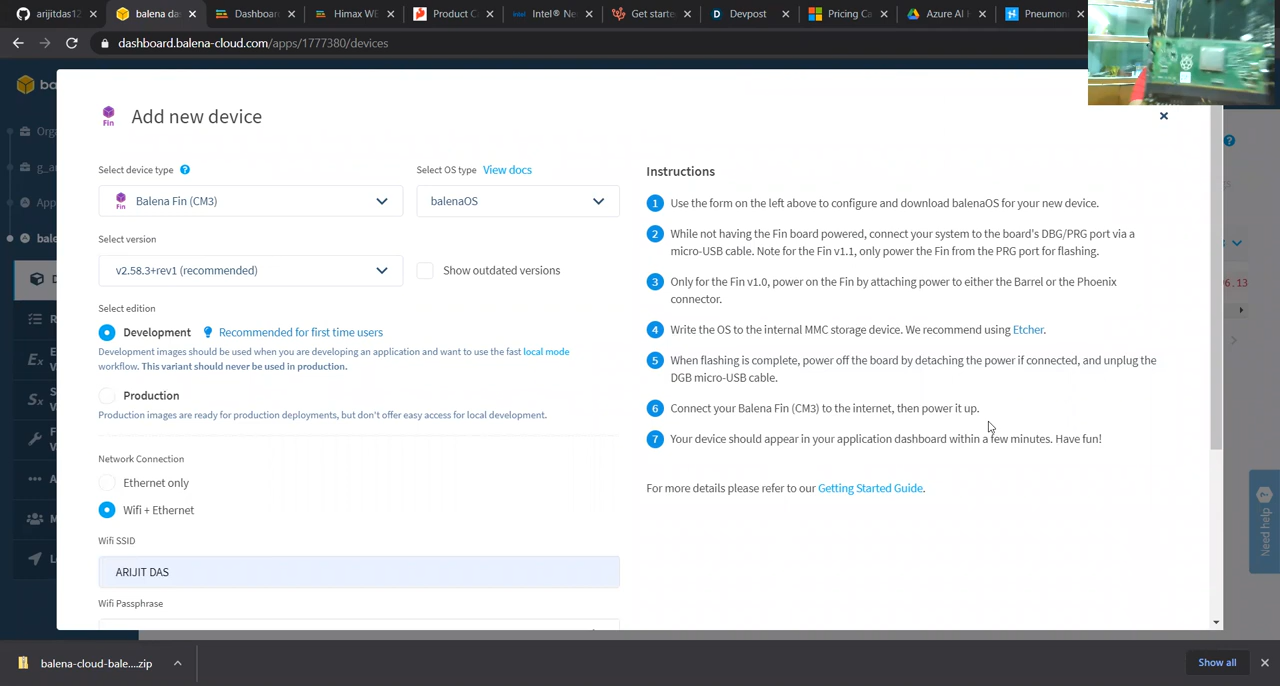 arijitdas12
balena da
Dashboar
Himax WE
Product C
Intel® Ne
Get starte
Devpost
Pricing Ca
Azure AI H
Pneumon
dashboard.balena-cloud.com/apps/1777380/devices
Fin
Add new device
Select device type
Select OS type View docs
Fin Balena Fin (CM3)
balenaOS
Select version
v2.58.3+rev1 (recommended)
Show outdated versions
Select edition
Development
Recommended for first time users
Development images should be used when you are developing an application and want to use the fast local mode
workflow. This variant should never be used in production.
Production
Production images are ready for production deployments, but don't offer easy access for local development.
Network Connection
Ethernet only
Wifi + Ethernet
Wifi SSID
ARIJIT DAS
Wifi Passphrase
Instructions
1 Use the form on the left above to configure and download balenaOS for your new device.
2 While not having the Fin board powered, connect your system to the board's DBG/PRG port via a
micro-USB cable. Note for the Fin v1.1, only power the Fin from the PRG port for flashing.
3 Only for the Fin v1.0, power on the Fin by attaching power to either the Barrel or the Phoenix
connector.
4 Write the OS to the internal MMC storage device. We recommend using Etcher.
5 When flashing is complete, power off the board by detaching the power if connected, and unplug the
DGB micro-USB cable.
6 Connect your Balena Fin (CM3) to the internet, then power it up.
7 Your device should appear in your application dashboard within a few minutes. Have fun!
For more details please refer to our Getting Started Guide.
Need help ?
balena-cloud-bale....zip
Show all